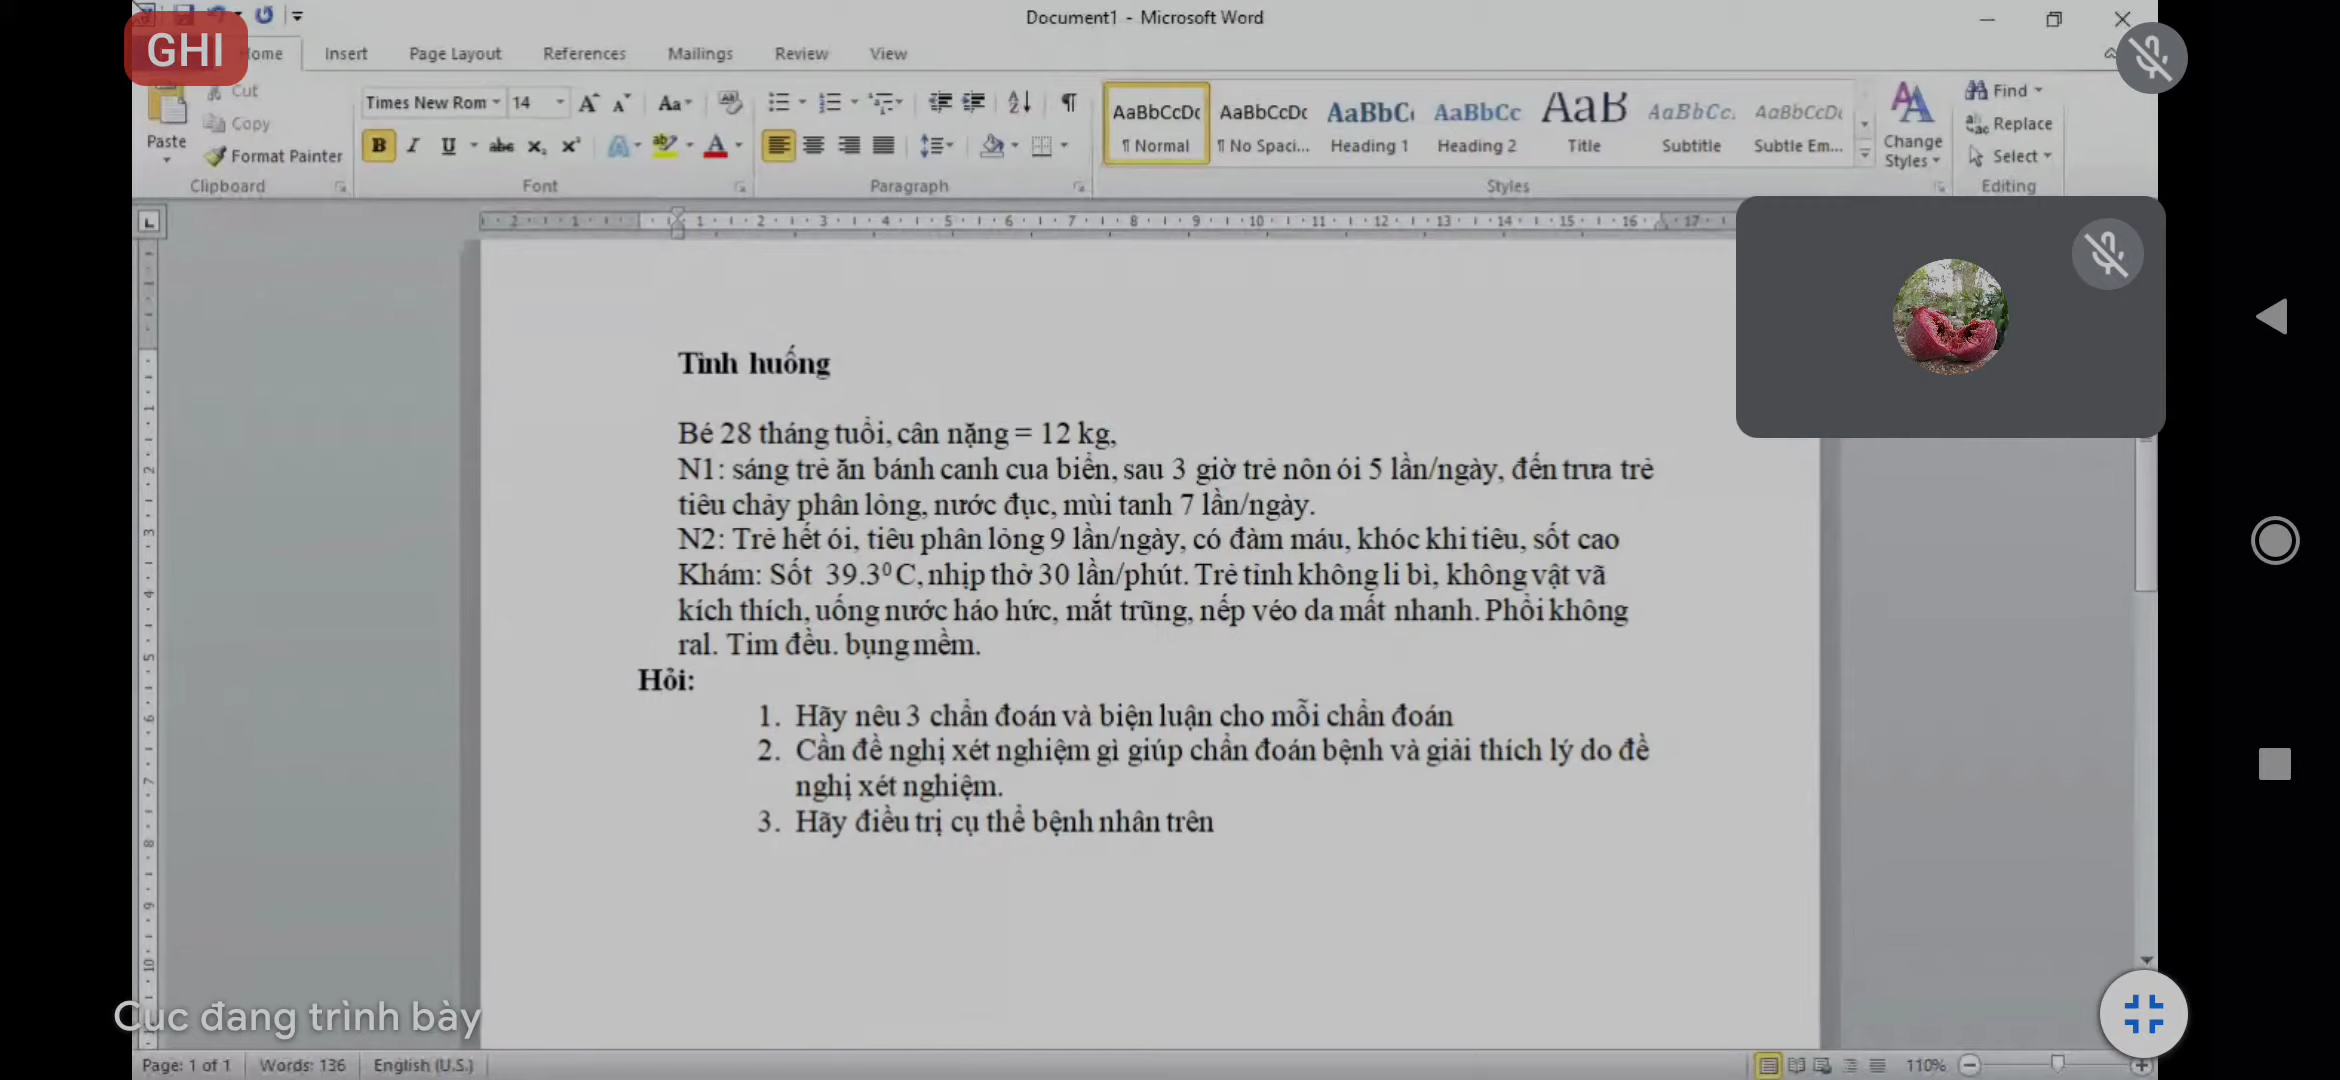 Document1 - Microsoft Word
GHI
Home Insert Page Layout References Mailings Review View
Paste
Cut
Copy
Format Painter
Clipboard
Times New Rom 14
Font
Paragraph
AaBbCcDc AaBbCcDc AaBbC AaBbCc AaB AaBbCc. AaBbCcDc
¶ Normal ¶ No Spaci... Heading 1 Heading 2 Title Subtitle Subtle Em...
Styles
Change
Styles
Find
Replace
Select
Editing
Tình huống
Bé 28 tháng tuổi, cân nặng = 12 kg,
N1: sáng trẻ ăn bánh canh cua biển, sau 3 giờ trẻ nôn ói 5 lần/ngày, đến trưa trẻ
tiêu chảy phân lỏng, nước đục, mùi tanh 7 lần/ngày.
N2: Trẻ hết ói, tiêu phân lỏng 9 lần/ngày, có đàm máu, khóc khi tiêu, sốt cao
Khám: Sốt 39.3⁰C, nhịp thở 30 lần/phút. Trẻ tỉnh không li bì, không vật vã
kích thích, uống nước háo hức, mắt trũng, nếp véo da mất nhanh. Phổi không
ral. Tim đều. bụng mềm.
Hỏi:
1. Hãy nêu 3 chẩn đoán và biện luận cho mỗi chẩn đoán
2. Cần đề nghị xét nghiệm gì giúp chẩn đoán bệnh và giải thích lý do đề
nghị xét nghiệm.
3. Hãy điều trị cụ thể bệnh nhân trên
Cuc đang trình bày
Page: 1 of 1 Words: 136 English (U.S.) 110%